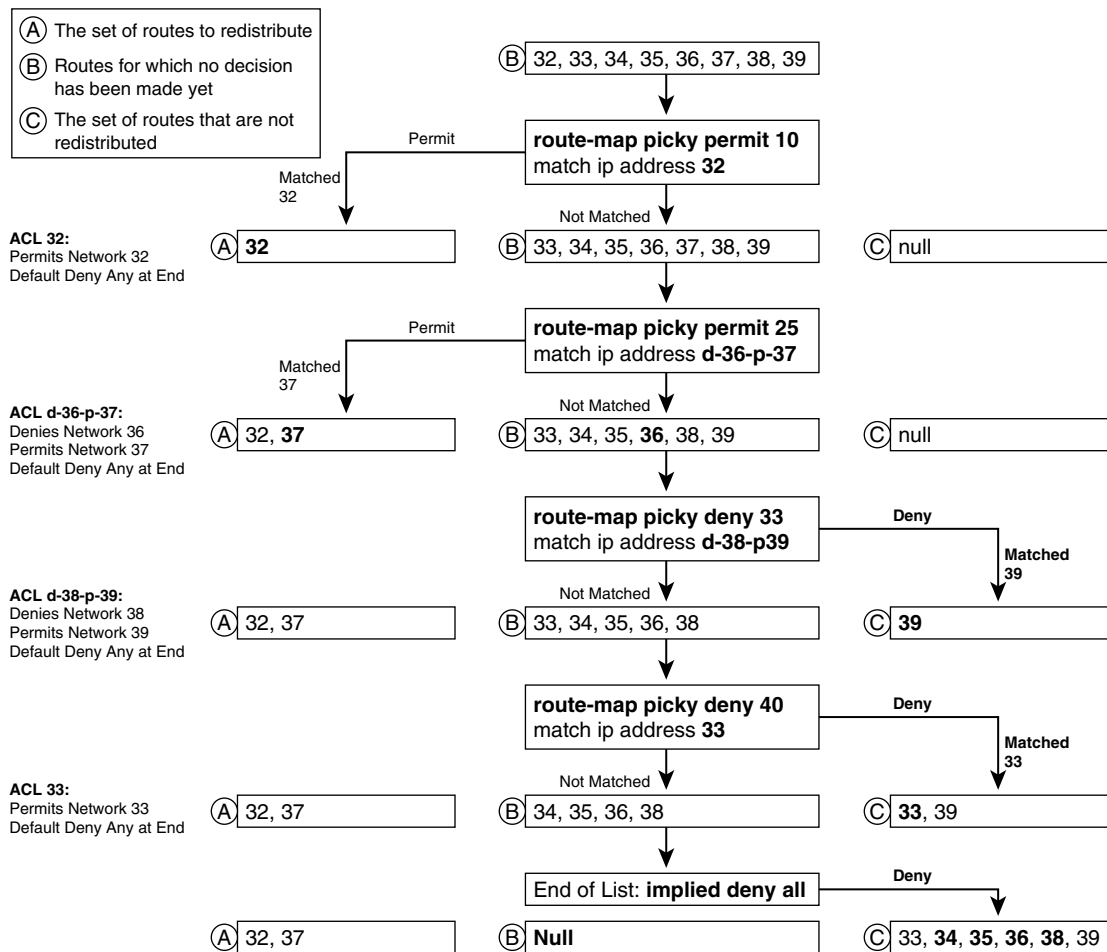 Ⓐ The set of routes to redistribute
Ⓑ Routes for which no decision
has been made yet
Ⓒ The set of routes that are not
redistributed
Ⓑ 32, 33, 34, 35, 36, 37, 38, 39
route-map picky permit 10
match ip address 32
Permit
Matched
32
Not Matched
ACL 32:
Permits Network 32
Default Deny Any at End
Ⓐ 32
Ⓑ 33, 34, 35, 36, 37, 38, 39
Ⓒ null
route-map picky permit 25
match ip address d-36-p-37
Permit
Matched
37
Not Matched
ACL d-36-p-37:
Denies Network 36
Permits Network 37
Default Deny Any at End
Ⓐ 32, 37
Ⓑ 33, 34, 35, 36, 38, 39
Ⓒ null
route-map picky deny 33
match ip address d-38-p39
Deny
Matched
39
Not Matched
ACL d-38-p-39:
Denies Network 38
Permits Network 39
Default Deny Any at End
Ⓐ 32, 37
Ⓑ 33, 34, 35, 36, 38
Ⓒ 39
route-map picky deny 40
match ip address 33
Deny
Matched
33
Not Matched
ACL 33:
Permits Network 33
Default Deny Any at End
Ⓐ 32, 37
Ⓑ 34, 35, 36, 38
Ⓒ 33, 39
End of List: implied deny all
Deny
Ⓐ 32, 37
Ⓑ Null
Ⓒ 33, 34, 35, 36, 38, 39